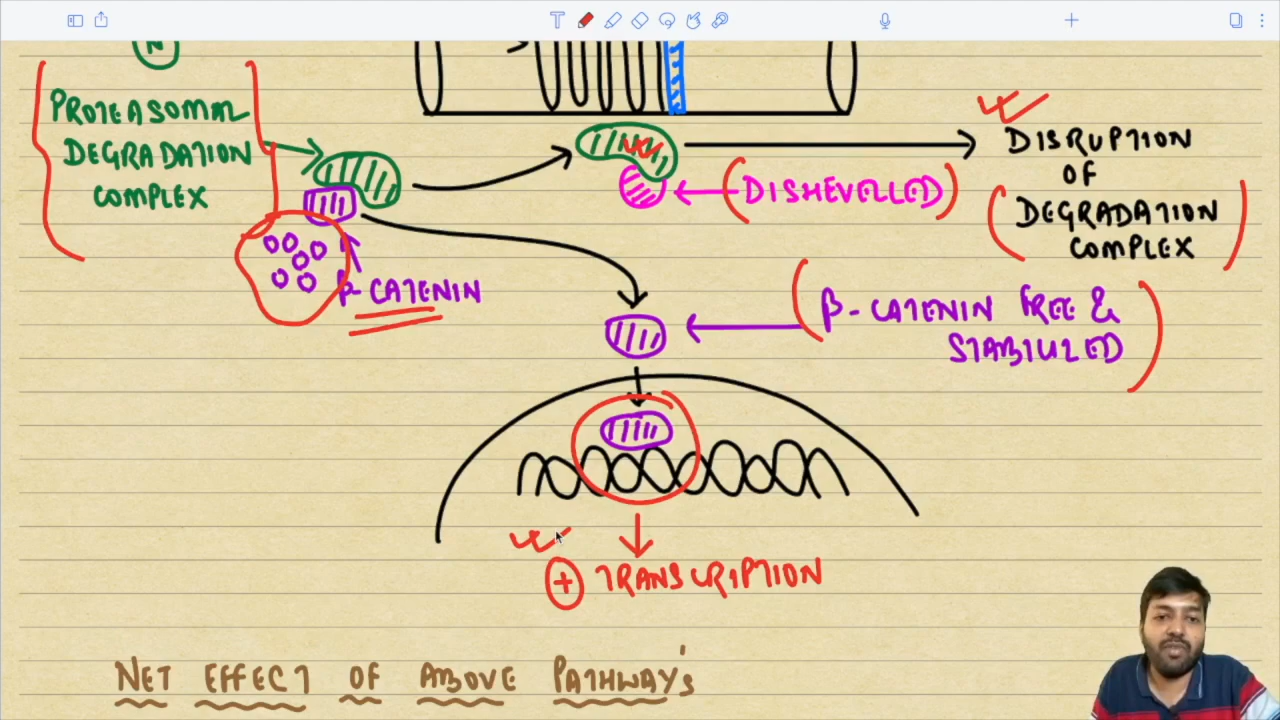 N
PROTEASOMAL
DEGRADATION
COMPLEX
β-CATENIN
DISHEVELLED
DISRUPTION
OF
DEGRADATION
COMPLEX
β-CATENIN FREE &
STABILIZED
+ TRANSCRIPTION
NET EFFECT OF ABOVE PATHWAY'S